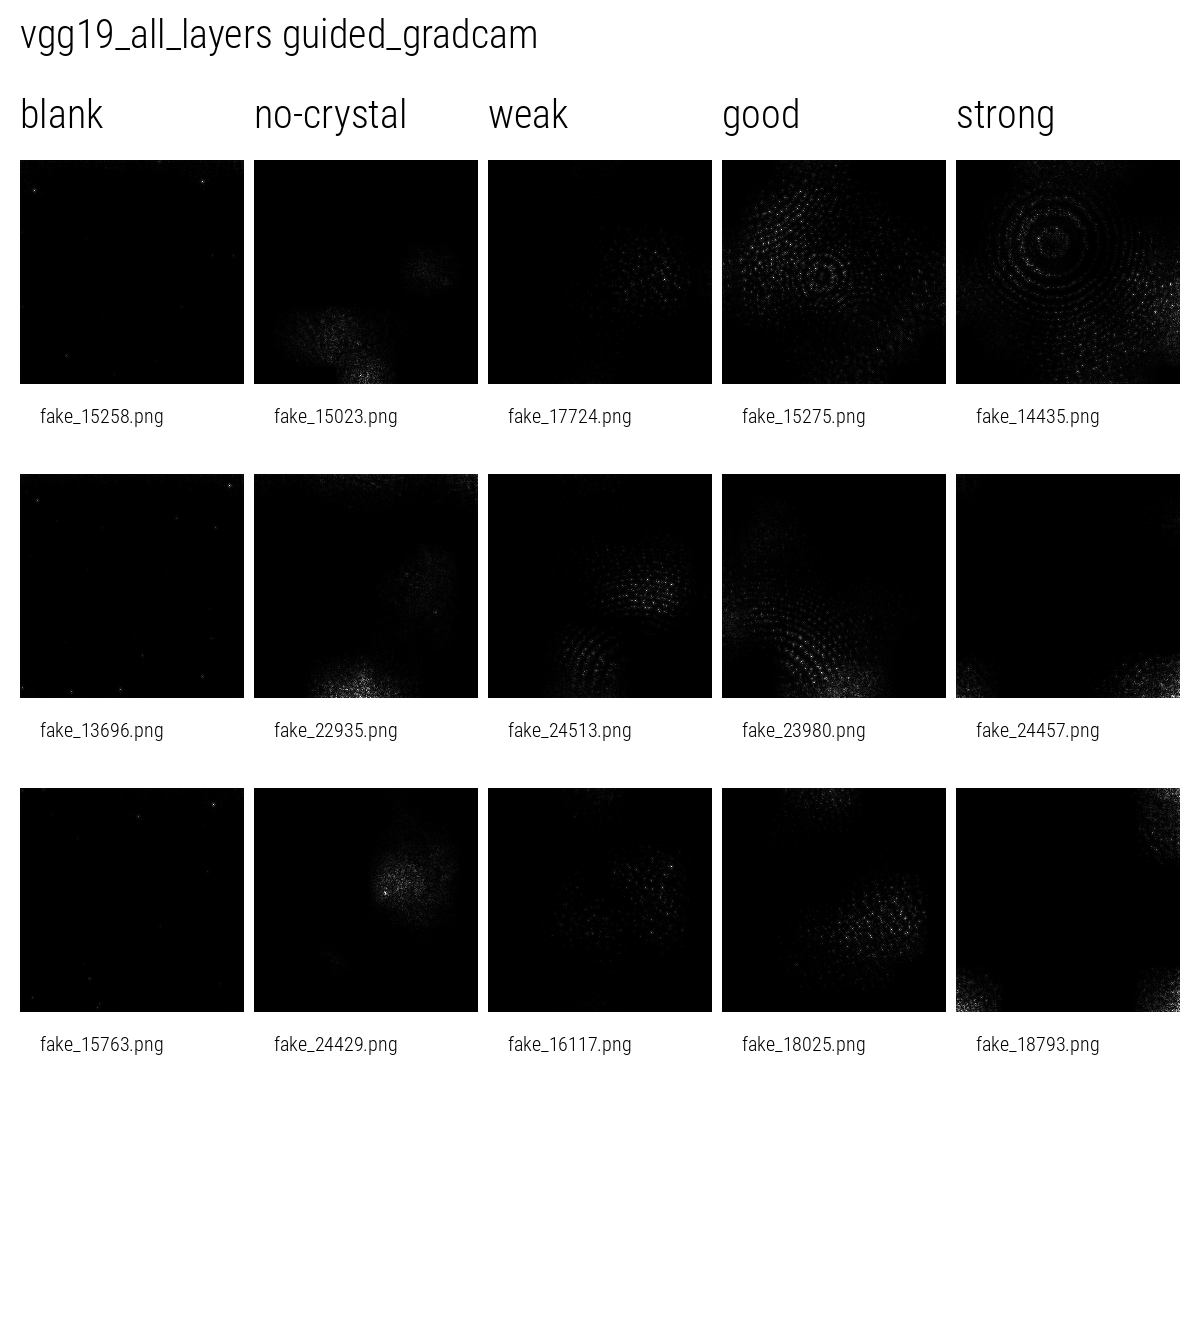 vgg19_all_layers guided_gradcam
blank no-crystal weak good strong
fake_15258.png fake_15023.png fake_17724.png fake_15275.png fake_14435.png
fake_13696.png fake_22935.png fake_24513.png fake_23980.png fake_24457.png
fake_15763.png fake_24429.png fake_16117.png fake_18025.png fake_18793.png